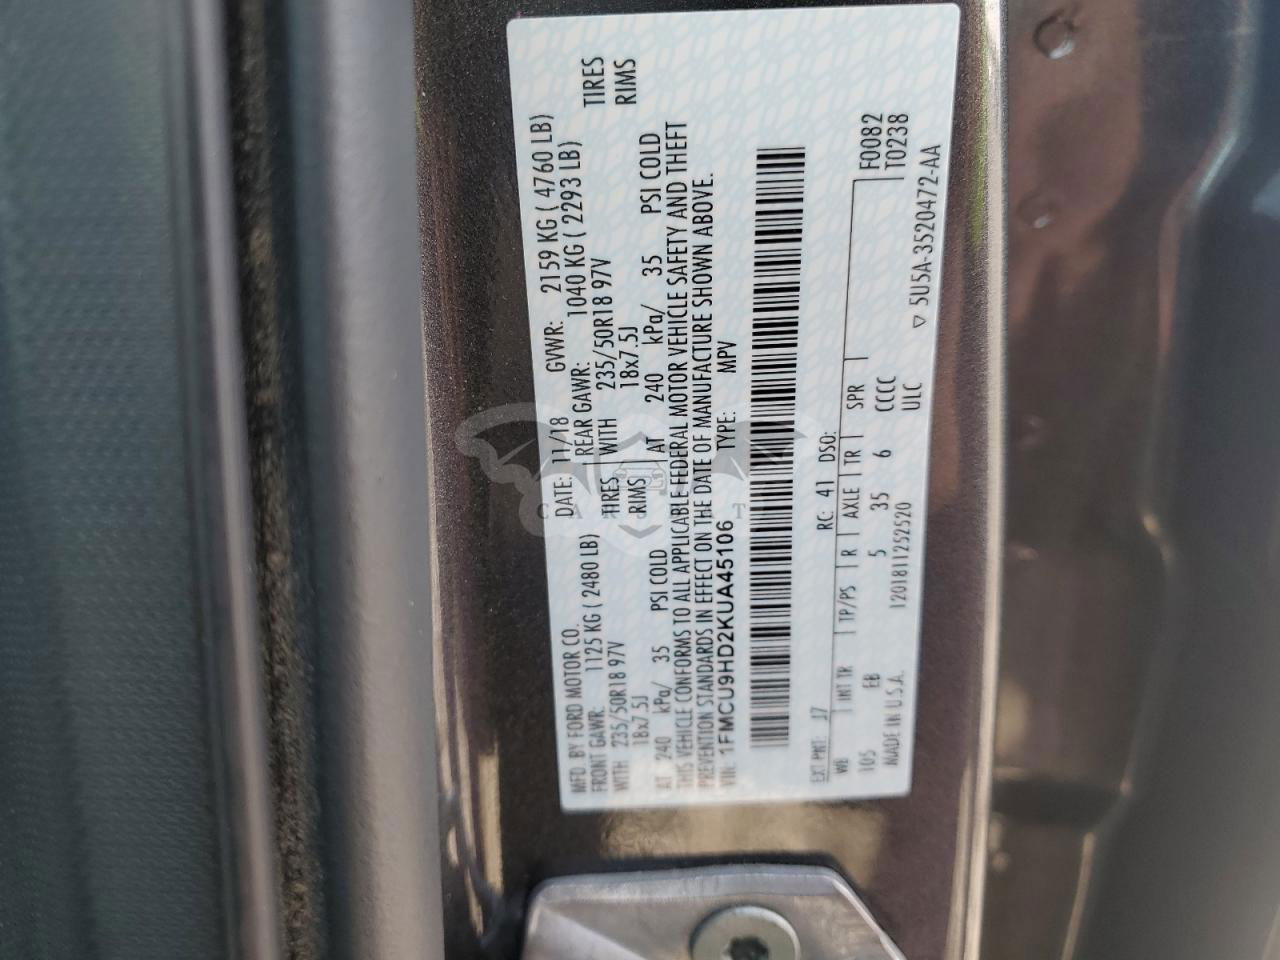 MFD. BY FORD MOTOR CO.
DATE: 11/18 GVWR: 2159 KG ( 4760 LB)
FRONT GAWR: 1125 KG ( 2480 LB) REAR GAWR: 1040 KG ( 2293 LB)
WITH 235/50R18 97V TIRES WITH 235/50R18 97V TIRES
18x7.5J RIMS 18x7.5J RIMS
AT 240 kPa/ 35 PSI COLD AT 240 kPa/ 35 PSI COLD
THIS VEHICLE CONFORMS TO ALL APPLICABLE FEDERAL MOTOR VEHICLE SAFETY AND THEFT
PREVENTION STANDARDS IN EFFECT ON THE DATE OF MANUFACTURE SHOWN ABOVE.
VIN: 1FMCU9HD2KUA45106 TYPE: MPV
EXT PNT: J7 RC: 41 DSO: F0082
WB INT TR TP/PS R AXLE TR SPR T0238
105 EB 5 35 6 CCCC
MADE IN U.S.A. 1201811252520 ULC
5U5A-3520472-AA